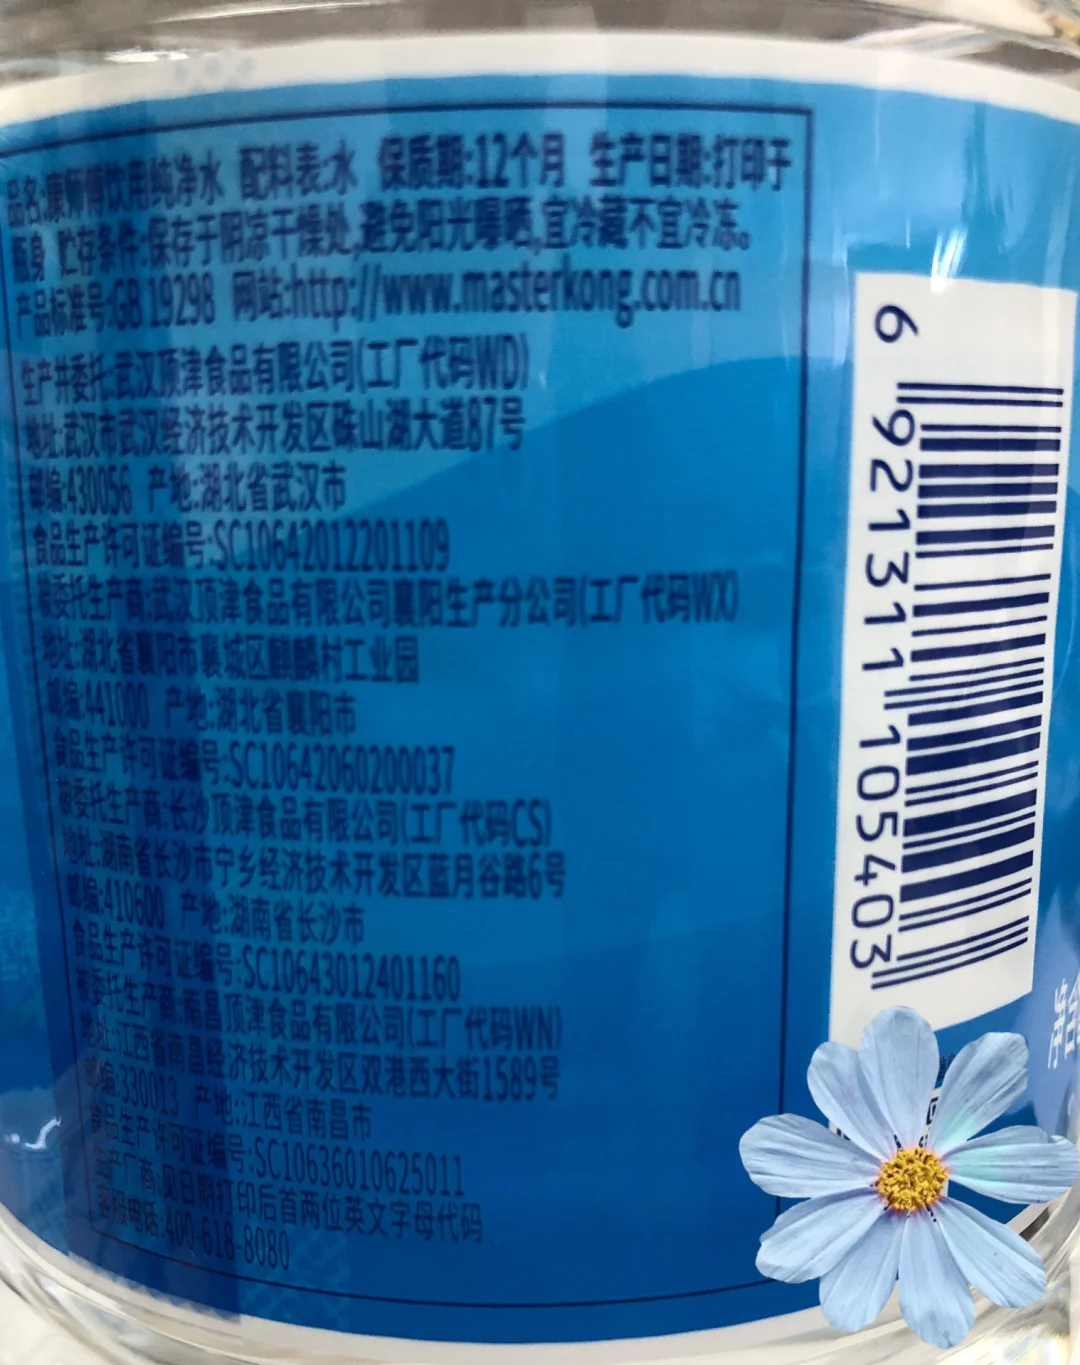 品名:康师傅饮用纯净水 配料表:水 保质期:12个月 生产日期:打印于
瓶身 贮存条件:保存于阴凉干燥处,避免阳光曝晒,宜冷藏不宜冷冻。
产品标准号:GB 19298 网站:http://www.masterkong.com.cn
生产并委托:武汉顶津食品有限公司(工厂代码WD)
地址:武汉市武汉经济技术开发区硃山湖大道87号
邮编:430056 产地:湖北省武汉市
食品生产许可证编号:SC10642012201109
被委托生产商:武汉顶津食品有限公司襄阳生产分公司(工厂代码WX)
地址:湖北省襄阳市襄城区麒麟村工业园
邮编:441000 产地:湖北省襄阳市
食品生产许可证编号:SC10642060200037
被委托生产商:长沙顶津食品有限公司(工厂代码CS)
地址:湖南省长沙市宁乡经济技术开发区蓝月谷路6号
邮编:410600 产地:湖南省长沙市
食品生产许可证编号:SC10643012401160
被委托生产商:南昌顶津食品有限公司(工厂代码WN)
地址:江西省南昌经济技术开发区双港西大街1589号
邮编:330013 产地:江西省南昌市
食品生产许可证编号:SC10636010625011
生产厂商:见日期打印后首两位英文字母代码
客服电话:400-618-8080
6 921311 105403